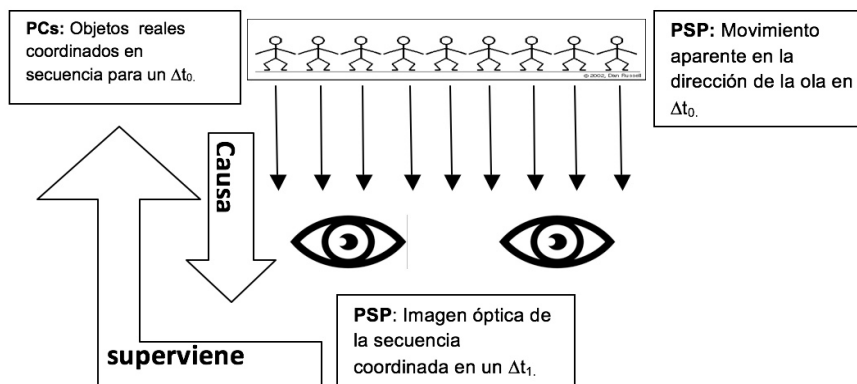 PCs: Objetos reales
coordinados en
secuencia para un Δt₀.
© 2002, Dan Russell
PSP: Movimiento
aparente en la
dirección de la ola en
Δt₀.
Causa
superviene
PSP: Imagen óptica de
la secuencia
coordinada en un Δt₁.